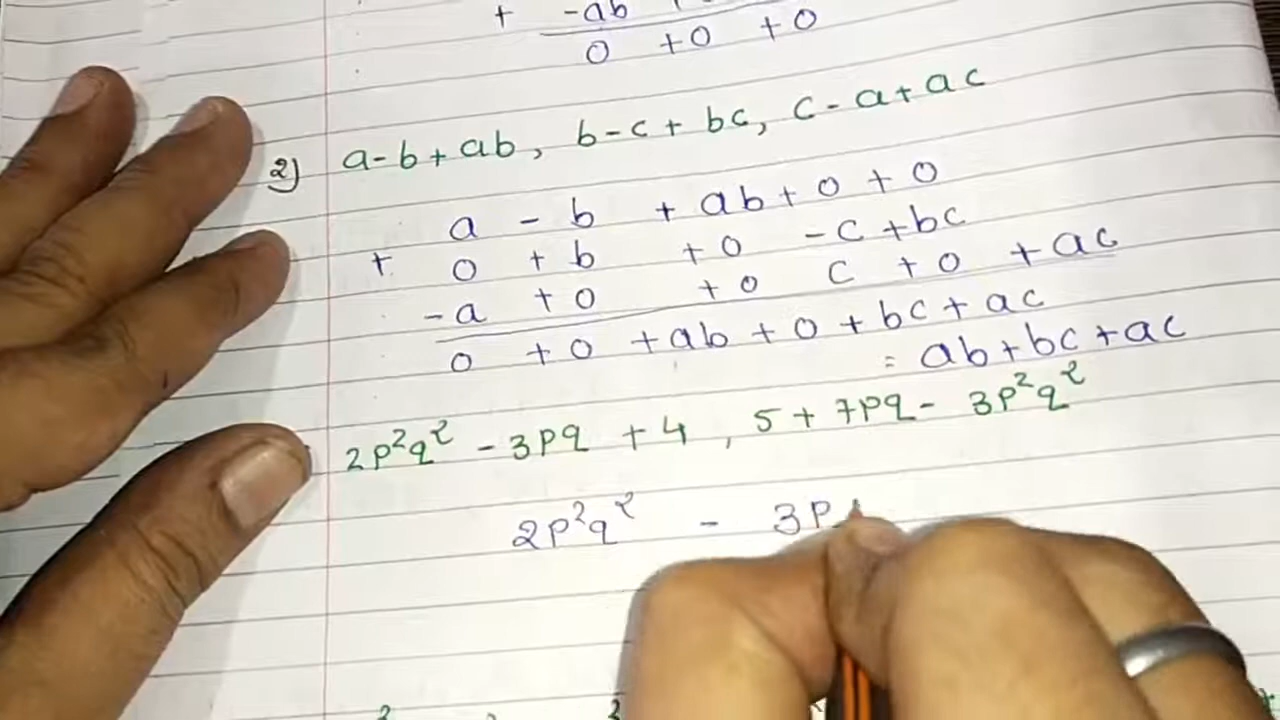 + -ab
0 +0 +0
2) a-b+ab, b-c+bc, c-a+ac
a - b + ab + 0 + 0
+ 0 + b + 0 - c + bc
-a + 0 + 0 c + 0 + ac
0 + 0 + ab + 0 + bc + ac
= ab+bc+ac
2p²q² - 3pq + 4 , 5 + 7pq - 3p²q²
2p²q² - 3p